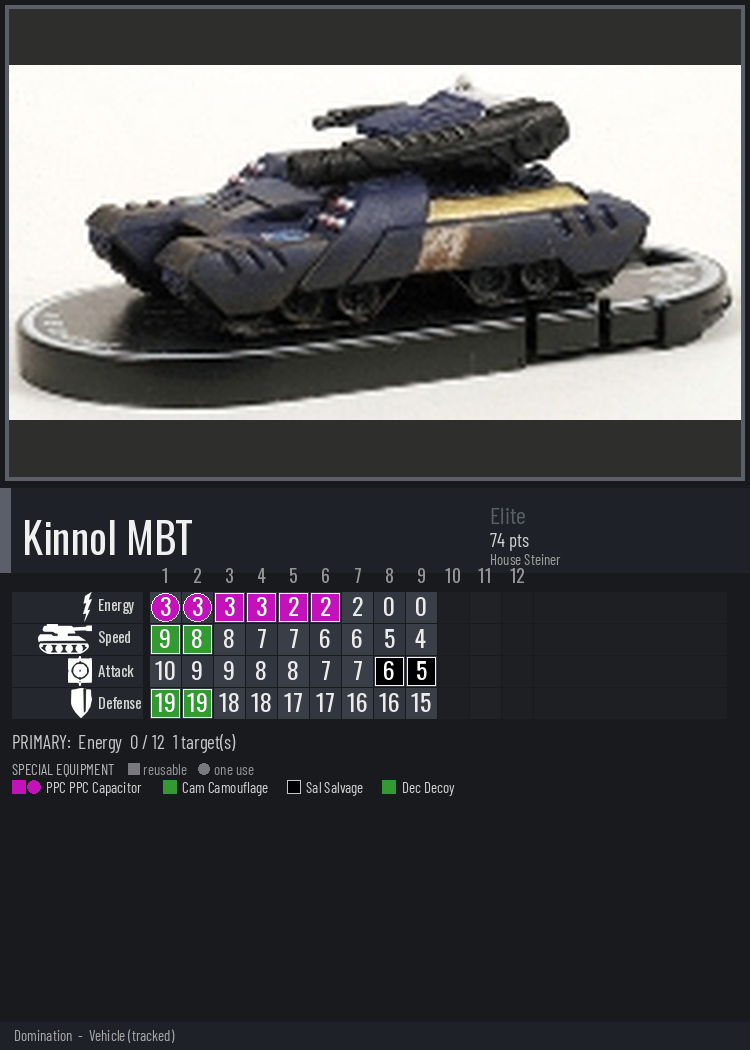 Kinnol MBT
Elite
74 pts
House Steiner
1 2 3 4 5 6 7 8 9 10 11 12
Energy 3 3 3 3 2 2 2 0 0
Speed 9 8 8 7 7 6 6 5 4
Attack 10 9 9 8 8 7 7 6 5
Defense 19 19 18 18 17 17 16 16 15
PRIMARY: Energy 0 / 12 1 target(s)
SPECIAL EQUIPMENT reusable one use
PPC PPC Capacitor Cam Camouflage Sal Salvage Dec Decoy
Domination - Vehicle (tracked)